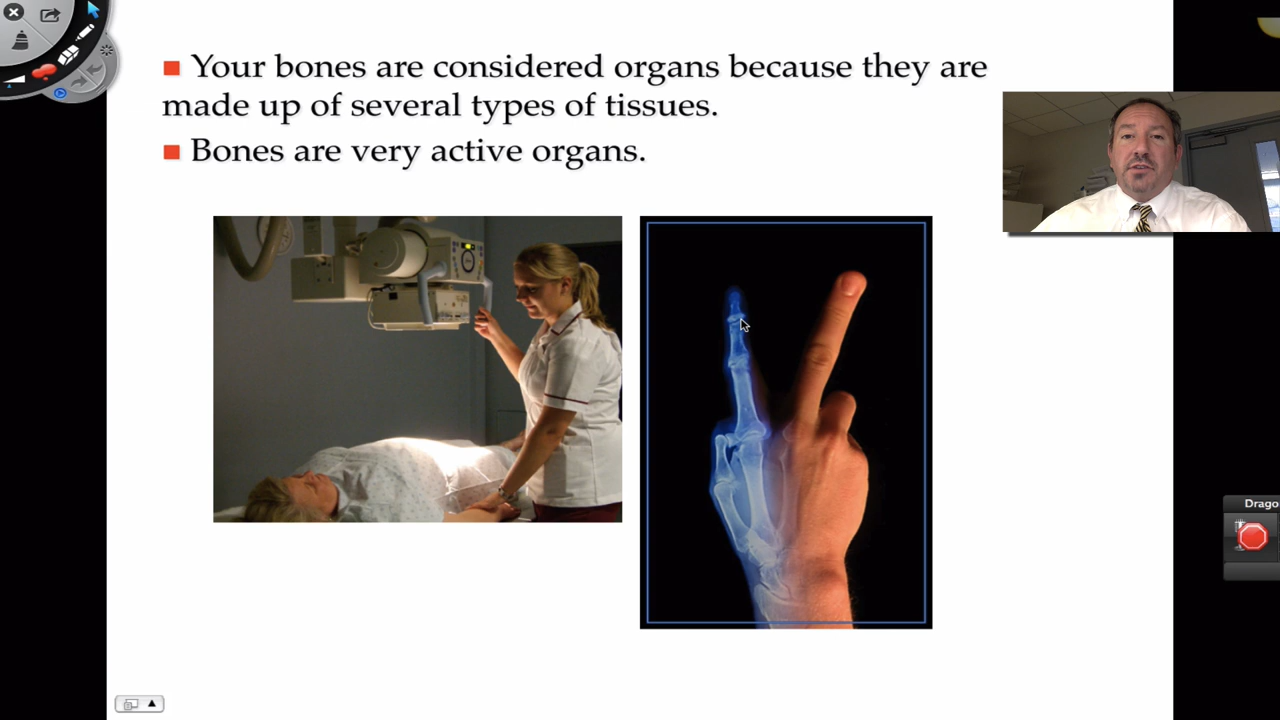 Your bones are considered organs because they are
made up of several types of tissues.
Bones are very active organs.
Drago